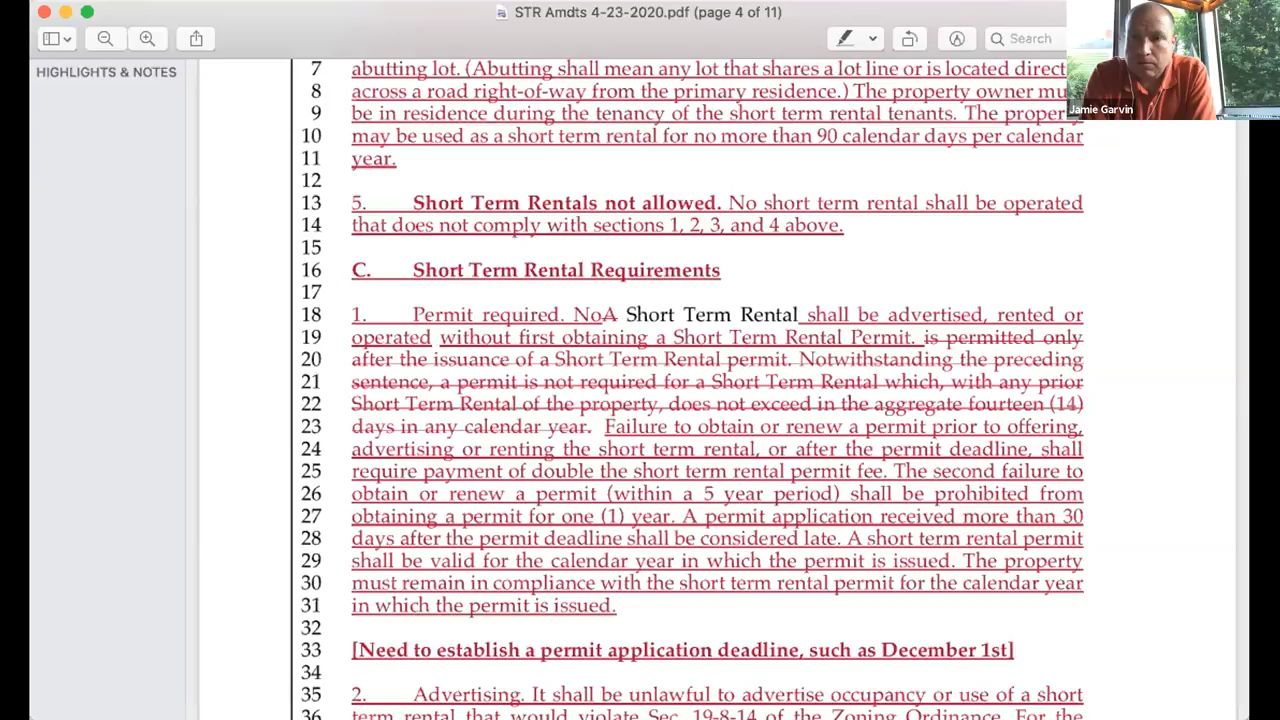 STR Amdts 4-23-2020.pdf (page 4 of 11)
Search
HIGHLIGHTS & NOTES
Jamie Garvin
7 abutting lot. (Abutting shall mean any lot that shares a lot line or is located direct
8 across a road right-of-way from the primary residence.) The property owner mu
9 be in residence during the tenancy of the short term rental tenants. The proper
10 may be used as a short term rental for no more than 90 calendar days per calendar
11 year.
12
13 5. Short Term Rentals not allowed. No short term rental shall be operated
14 that does not comply with sections 1, 2, 3, and 4 above.
15
16 C. Short Term Rental Requirements
17
18 1. Permit required. NoA Short Term Rental shall be advertised, rented or
19 operated without first obtaining a Short Term Rental Permit. is permitted only
20 after the issuance of a Short Term Rental permit. Notwithstanding the preceding
21 sentence, a permit is not required for a Short Term Rental which, with any prior
22 Short Term Rental of the property, does not exceed in the aggregate fourteen (14)
23 days in any calendar year. Failure to obtain or renew a permit prior to offering,
24 advertising or renting the short term rental, or after the permit deadline, shall
25 require payment of double the short term rental permit fee. The second failure to
26 obtain or renew a permit (within a 5 year period) shall be prohibited from
27 obtaining a permit for one (1) year. A permit application received more than 30
28 days after the permit deadline shall be considered late. A short term rental permit
29 shall be valid for the calendar year in which the permit is issued. The property
30 must remain in compliance with the short term rental permit for the calendar year
31 in which the permit is issued.
32
33 [Need to establish a permit application deadline, such as December 1st]
34
35 2. Advertising. It shall be unlawful to advertise occupancy or use of a short
36 term rental that would violate Sec. 19-8-14 of the Zoning Ordinance. For the